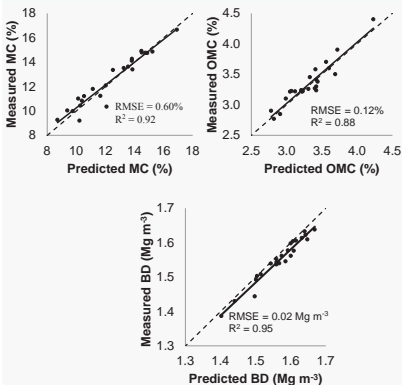 18
16
14
12
10
8
Measured MC (%)
RMSE = 0.60%
R² = 0.92
8 10 12 14 16 18
Predicted MC (%)
4.5
4.0
3.5
3.0
2.5
Measured OMC (%)
RMSE = 0.12%
R² = 0.88
2.5 3.0 3.5 4.0 4.5
Predicted OMC (%)
1.7
1.6
1.5
1.4
1.3
Measured BD (Mg m⁻³)
RMSE = 0.02 Mg m⁻³
R² = 0.95
1.3 1.4 1.5 1.6 1.7
Predicted BD (Mg m⁻³)